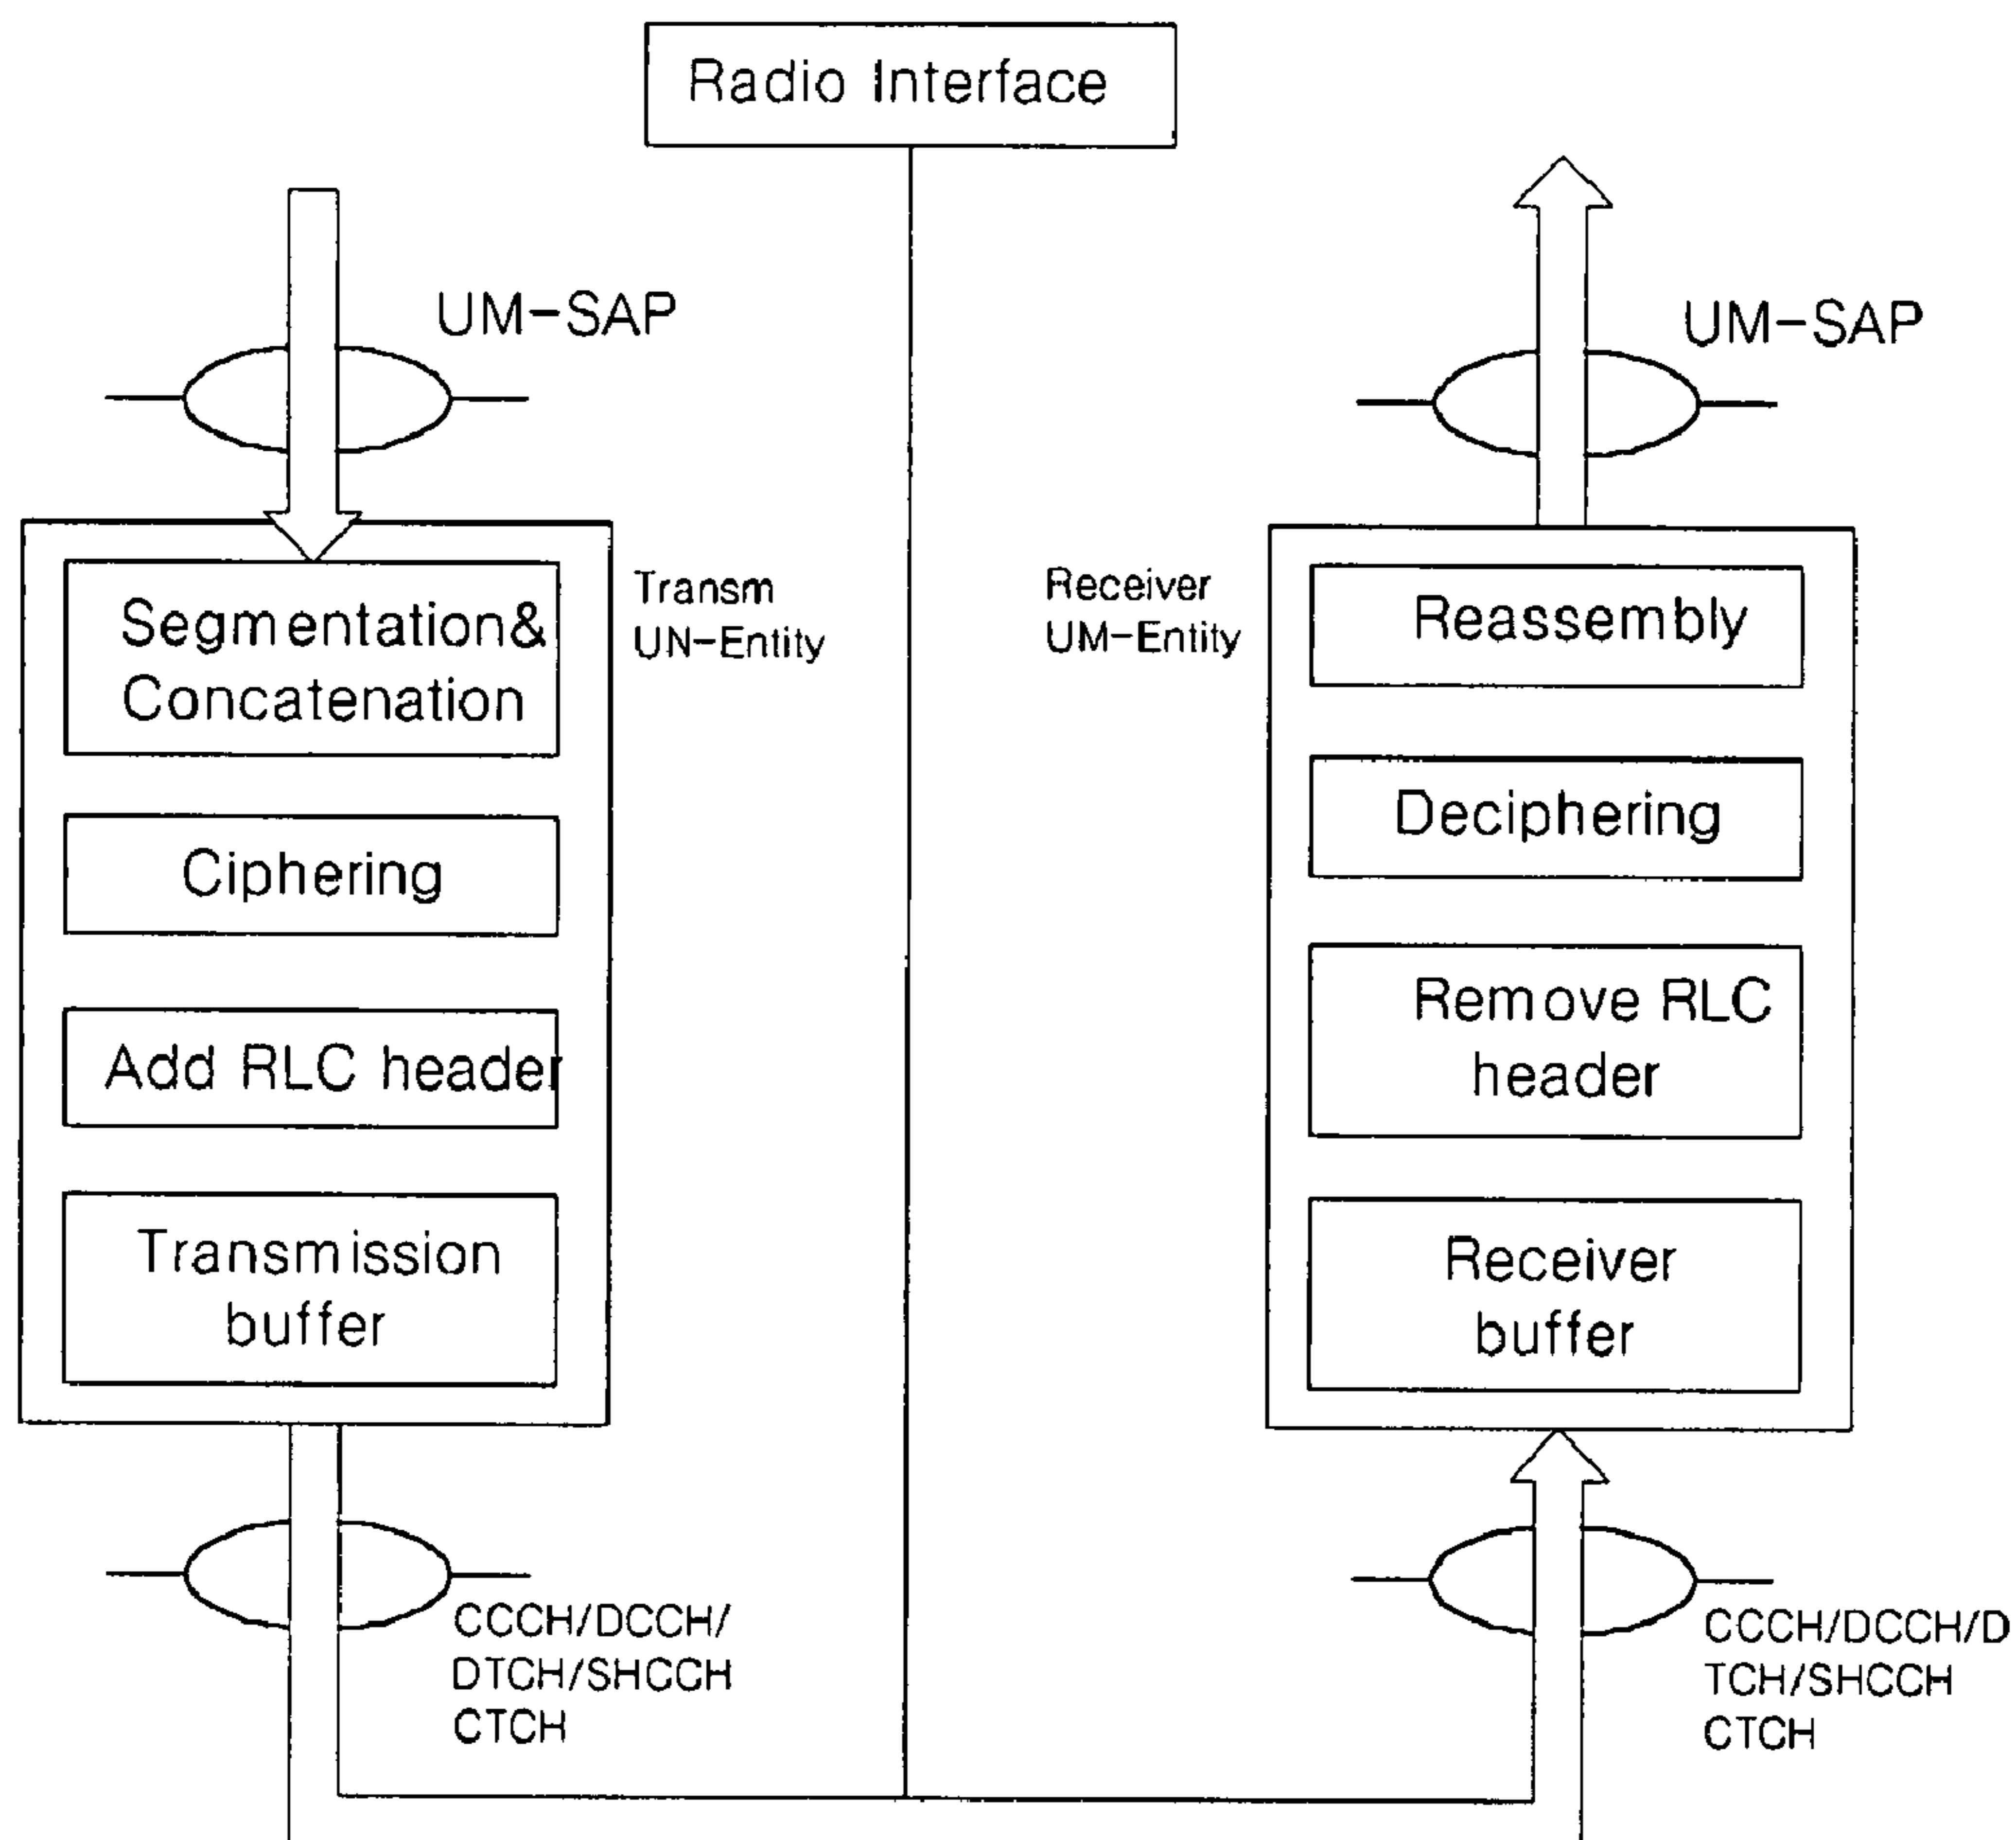 Radio Interface
UM-SAP
UM-SAP
Segmentation&
Concatenation
Transm
UN-Entity
Receiver
UM-Entity
Reassembly
Ciphering
Deciphering
Add RLC header
Remove RLC
header
Transmission
buffer
Receiver
buffer
CCCH/DCCH/
DTCH/SHCCH
CTCH
CCCH/DCCH/D
TCH/SHCCH
CTCH